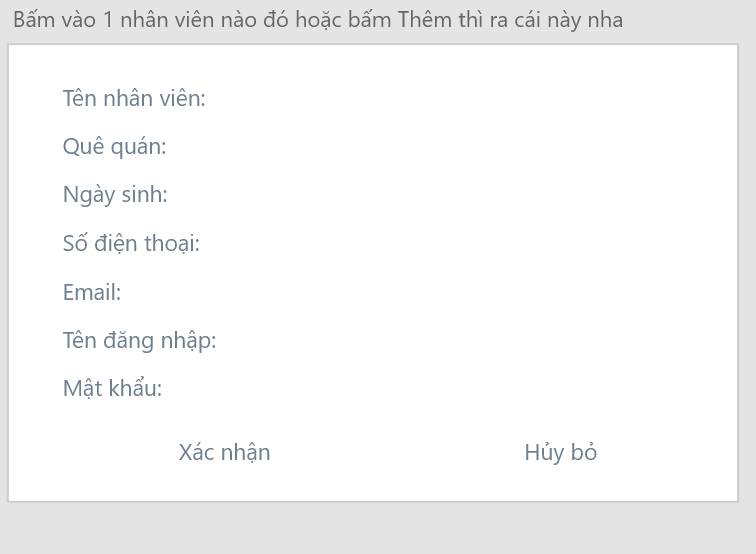 Bấm vào 1 nhân viên nào đó hoặc bấm Thêm thì ra cái này nha
Tên nhân viên:
Quê quán:
Ngày sinh:
Số điện thoại:
Email:
Tên đăng nhập:
Mật khẩu:
Xác nhận Hủy bỏ